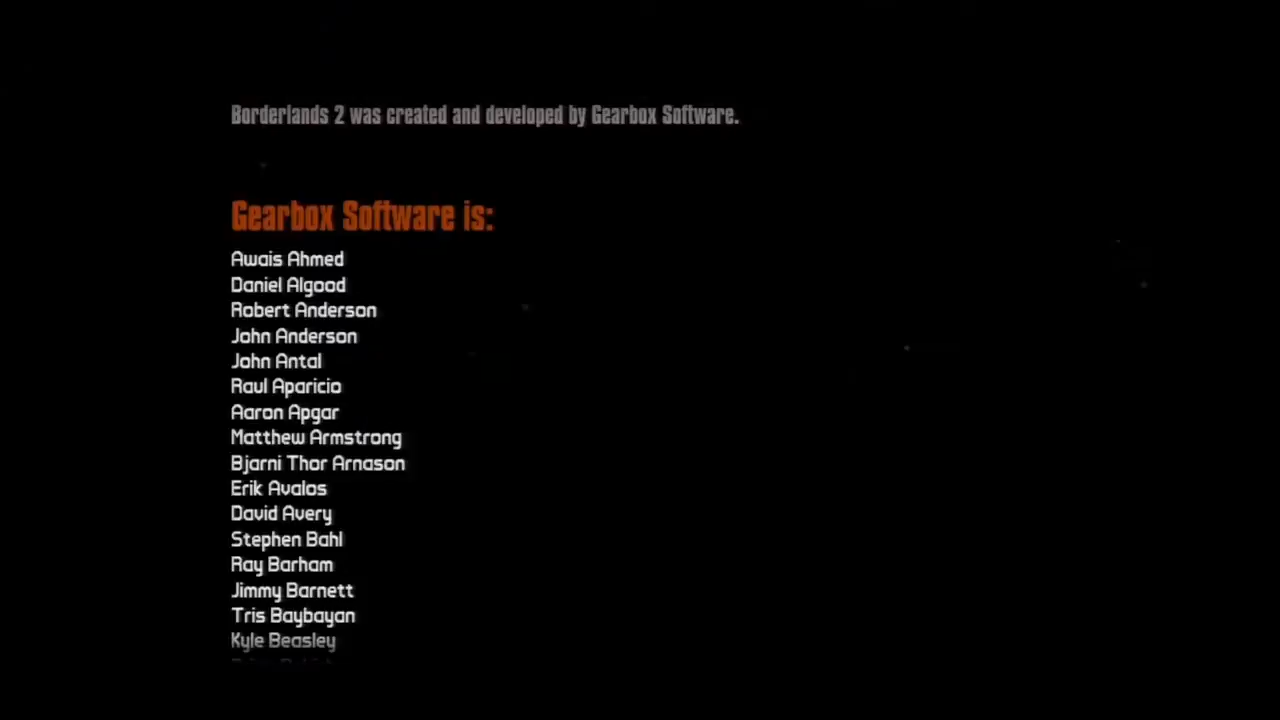 Borderlands 2 was created and developed by Gearbox Software.
Gearbox Software is:
Awais Ahmed
Daniel Algood
Robert Anderson
John Anderson
John Antal
Raul Aparicio
Aaron Apgar
Matthew Armstrong
Bjarni Thor Arnason
Erik Avalos
David Avery
Stephen Bahl
Ray Barham
Jimmy Barnett
Tris Baybayan
Kyle Beasley